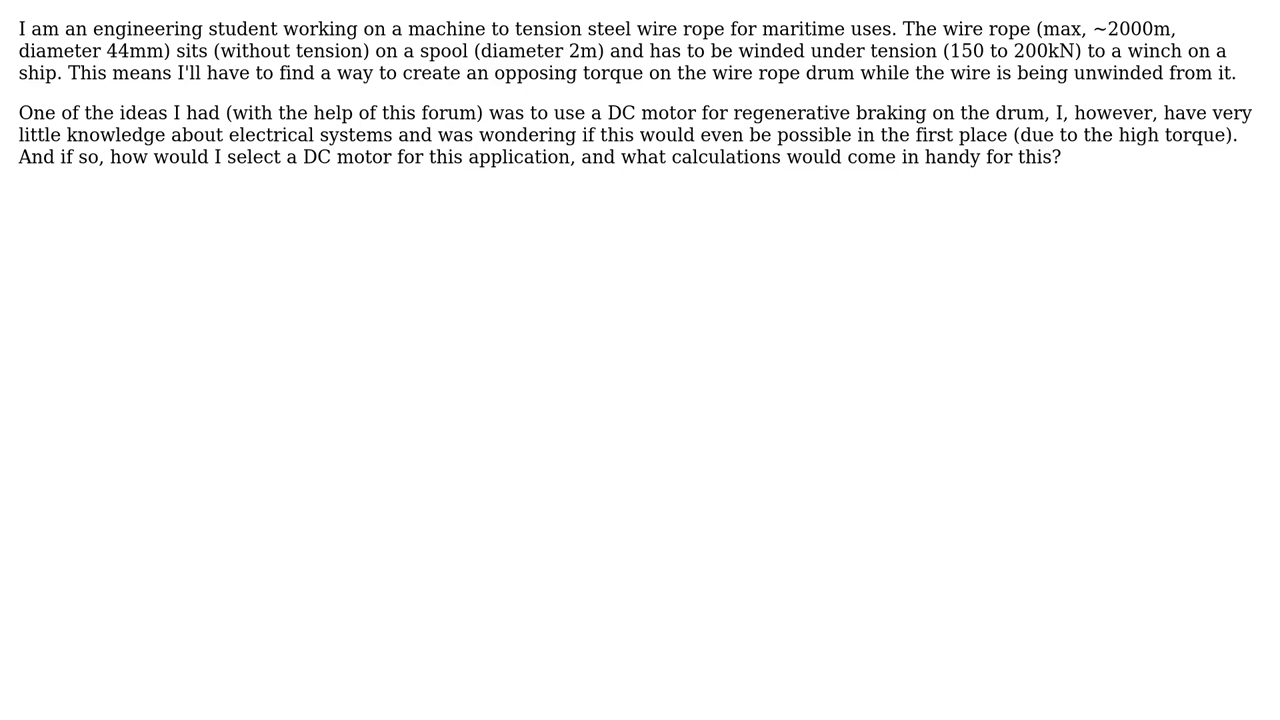 I am an engineering student working on a machine to tension steel wire rope for maritime uses. The wire rope (max, ~2000m,
diameter 44mm) sits (without tension) on a spool (diameter 2m) and has to be winded under tension (150 to 200kN) to a winch on a
ship. This means I'll have to find a way to create an opposing torque on the wire rope drum while the wire is being unwinded from it.
One of the ideas I had (with the help of this forum) was to use a DC motor for regenerative braking on the drum, I, however, have very
little knowledge about electrical systems and was wondering if this would even be possible in the first place (due to the high torque).
And if so, how would I select a DC motor for this application, and what calculations would come in handy for this?